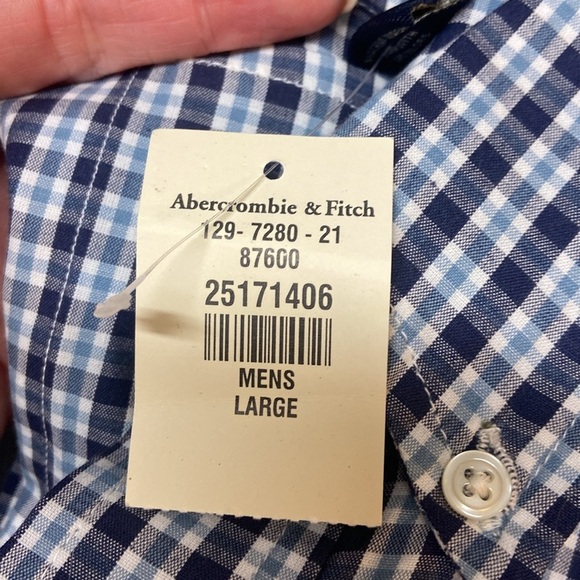 Abercrombie & Fitch
129- 7280 - 21
87600
25171406
MENS
LARGE